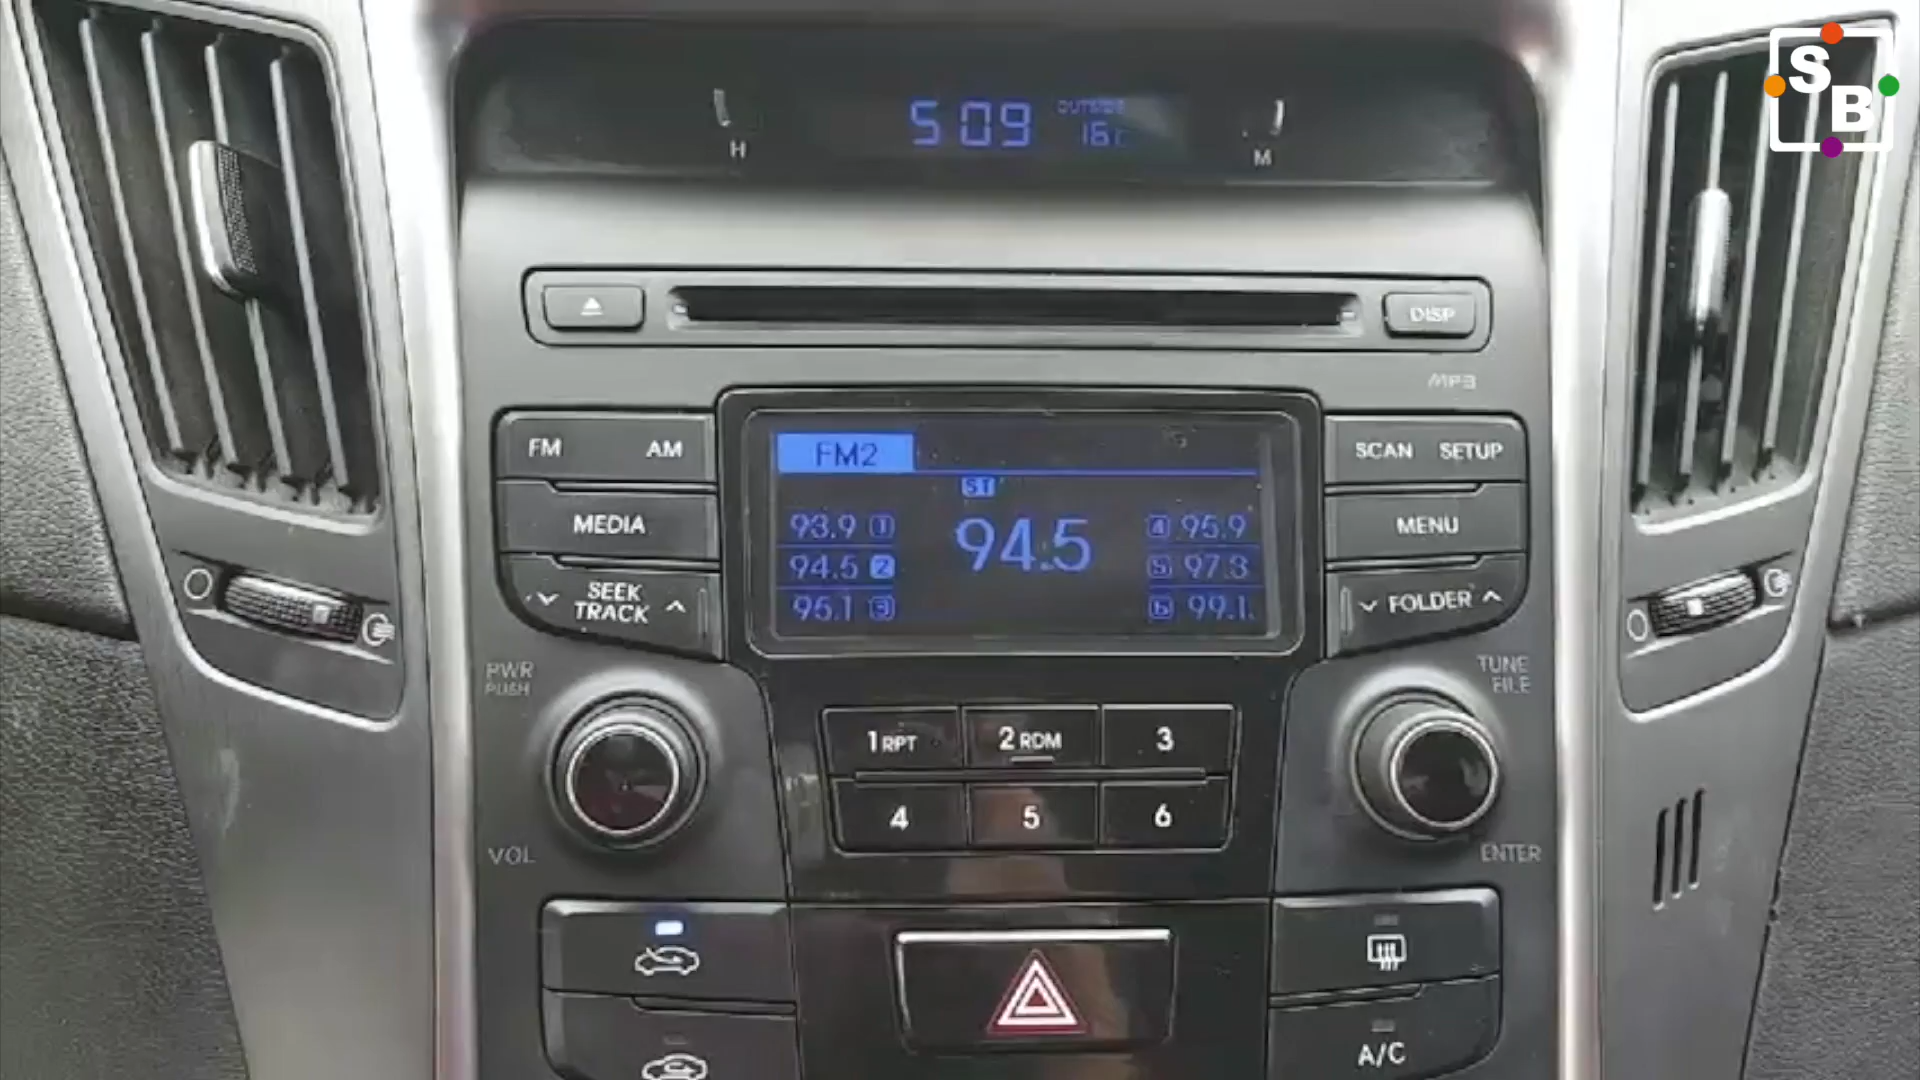 S
B
5 09
OUTSIDE
16 c
H
M
DISP
MP3
FM
AM
SCAN
SETUP
FM2
ST
MEDIA
MENU
93.9 1
94.5 2
95.1 3
94.5
4 95.9
5 97.3
6 99.1
SEEK
TRACK
FOLDER
PWR
PUSH
TUNE
FILE
1 RPT
2 RDM
3
4
5
6
VOL
ENTER
A/C